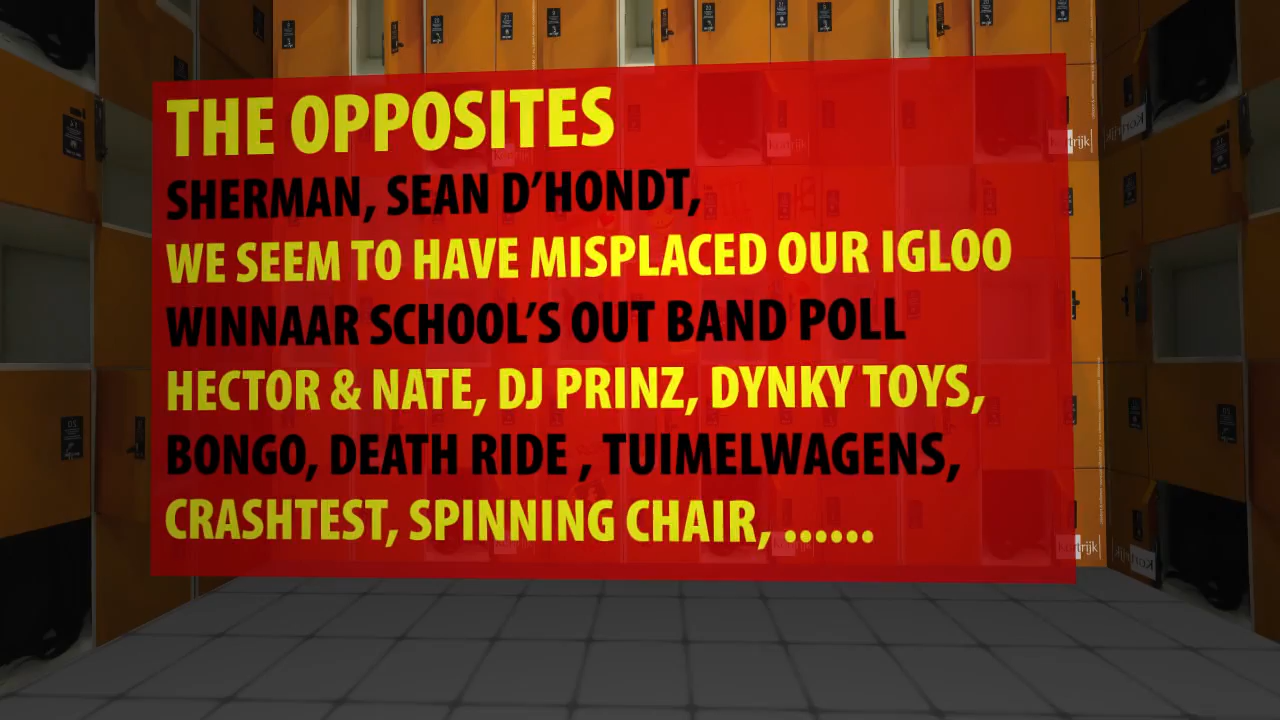 THE OPPOSITES
SHERMAN, SEAN D'HONDT,
WE SEEM TO HAVE MISPLACED OUR IGLOO
WINNAAR SCHOOL'S OUT BAND POLL
HECTOR & NATE, DJ PRINZ, DYNKY TOYS,
BONGO, DEATH RIDE , TUIMELWAGENS,
CRASHTEST, SPINNING CHAIR, ......